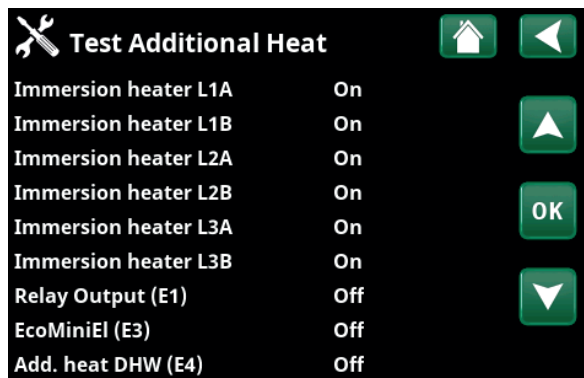 Test Additional Heat
Immersion heater L1A On
Immersion heater L1B On
Immersion heater L2A On
Immersion heater L2B On
Immersion heater L3A On
Immersion heater L3B On
OK
Relay Output (E1) Off
EcoMiniEl (E3) Off
Add. heat DHW (E4) Off